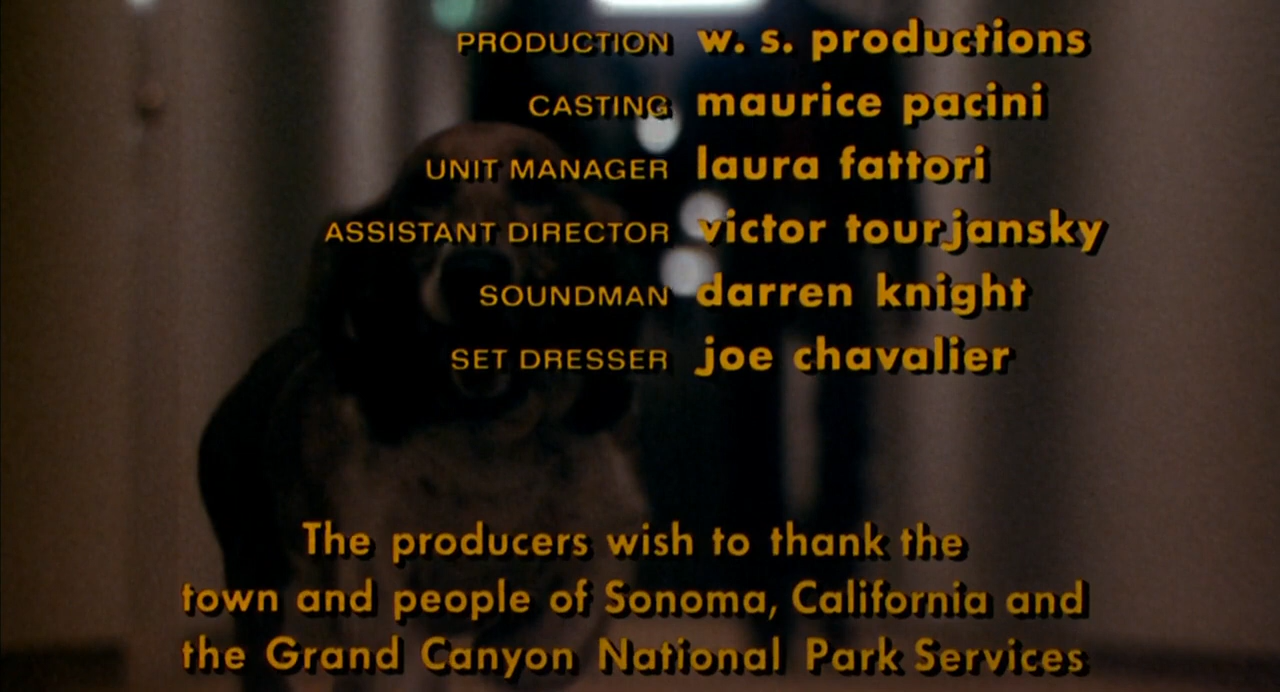 PRODUCTION w. s. productions
CASTING maurice pacini
UNIT MANAGER laura fattori
ASSISTANT DIRECTOR victor tourjansky
SOUNDMAN darren knight
SET DRESSER joe chavalier
The producers wish to thank the
town and people of Sonoma, California and
the Grand Canyon National Park Services